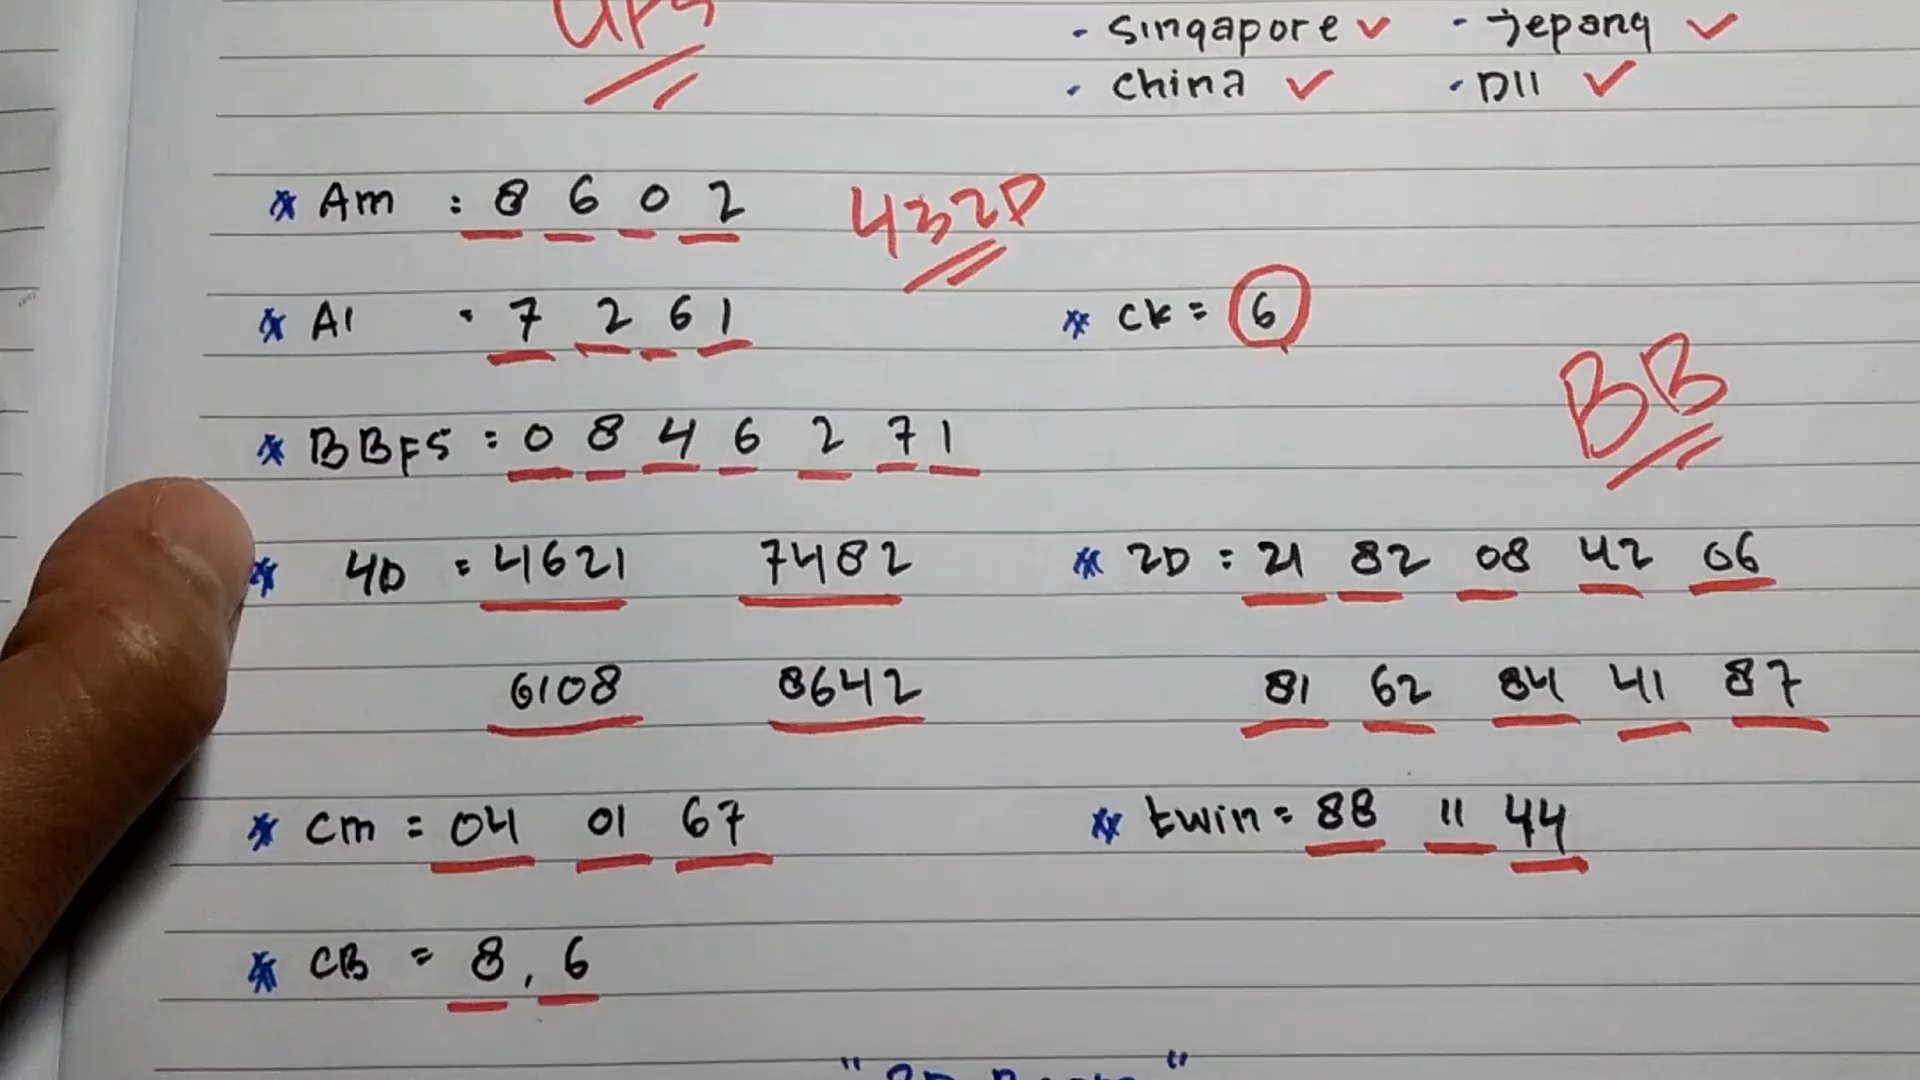 • Singapore ✓ • Jepang ✓
• China ✓ • Dll ✓
* Am : 8 6 0 2 432D
* AI : 7 2 6 1 * CK = 6
BB
* BBFS : 0 8 4 6 2 7 1
* 4D = 4621 7482 * 2D : 21 82 08 42 06
6108 8642 81 62 84 41 87
* Cm = 04 01 67 * twin = 88 11 44
* CB = 8, 6